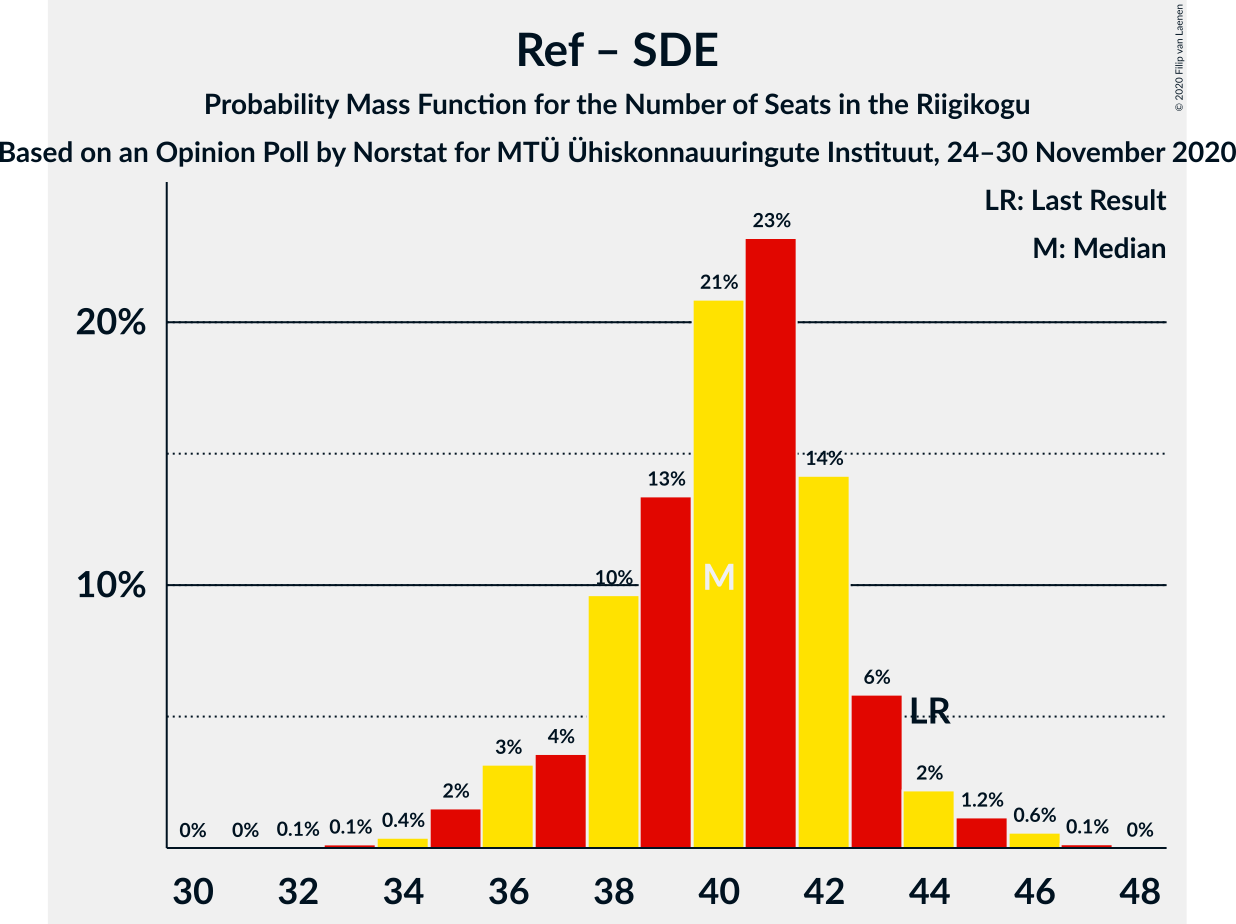 Ref – SDE
Probability Mass Function for the Number of Seats in the Riigikogu
Based on an Opinion Poll by Norstat for MTÜ Ühiskonnauuringute Instituut, 24–30 November 2020
© 2020 Filip van Laenen
LR: Last Result
M: Median
23%
21%
20%
14%
13%
10%
10%
M
6%
LR
4%
3%
2%
2%
1.2%
0.6%
0.4%
0% 0% 0.1% 0.1% 0.1% 0%
30 32 34 36 38 40 42 44 46 48